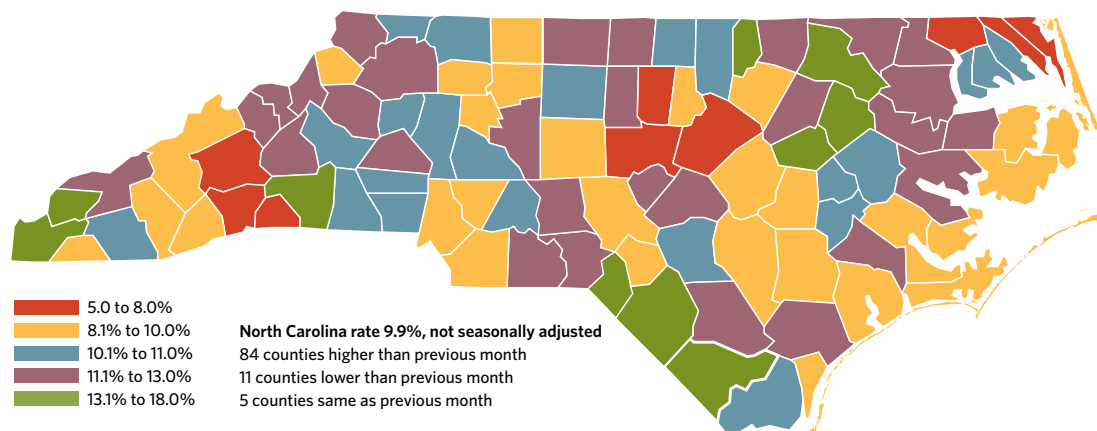 5.0 to 8.0%
8.1% to 10.0%
10.1% to 11.0%
11.1% to 13.0%
13.1% to 18.0%
North Carolina rate 9.9%, not seasonally adjusted
84 counties higher than previous month
11 counties lower than previous month
5 counties same as previous month